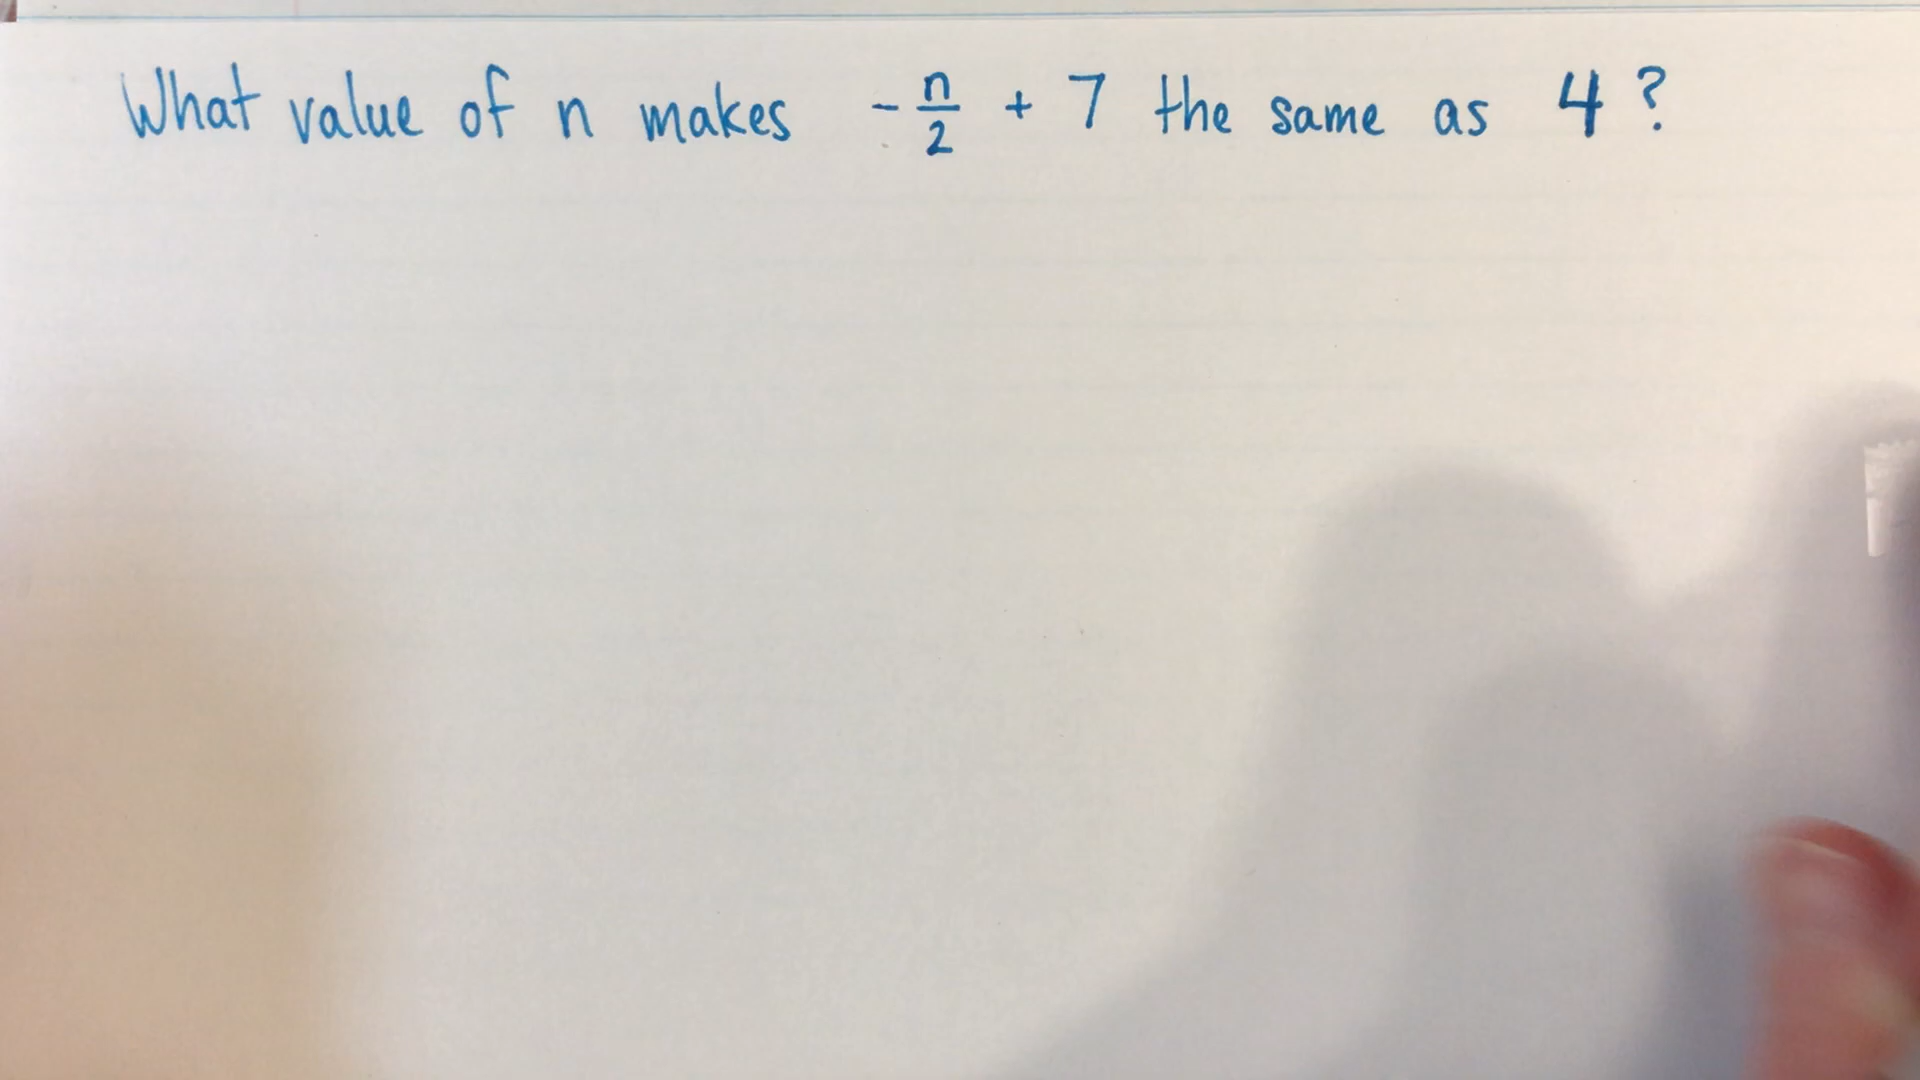 What value of n makes -n/2 + 7 the same as 4?